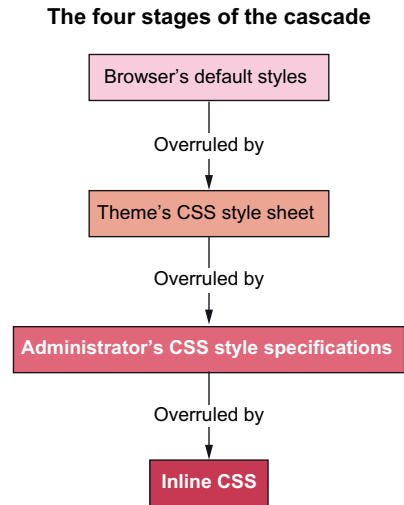 The four stages of the cascade
Browser's default styles
Overruled by
Theme's CSS style sheet
Overruled by
Administrator's CSS style specifications
Overruled by
Inline CSS